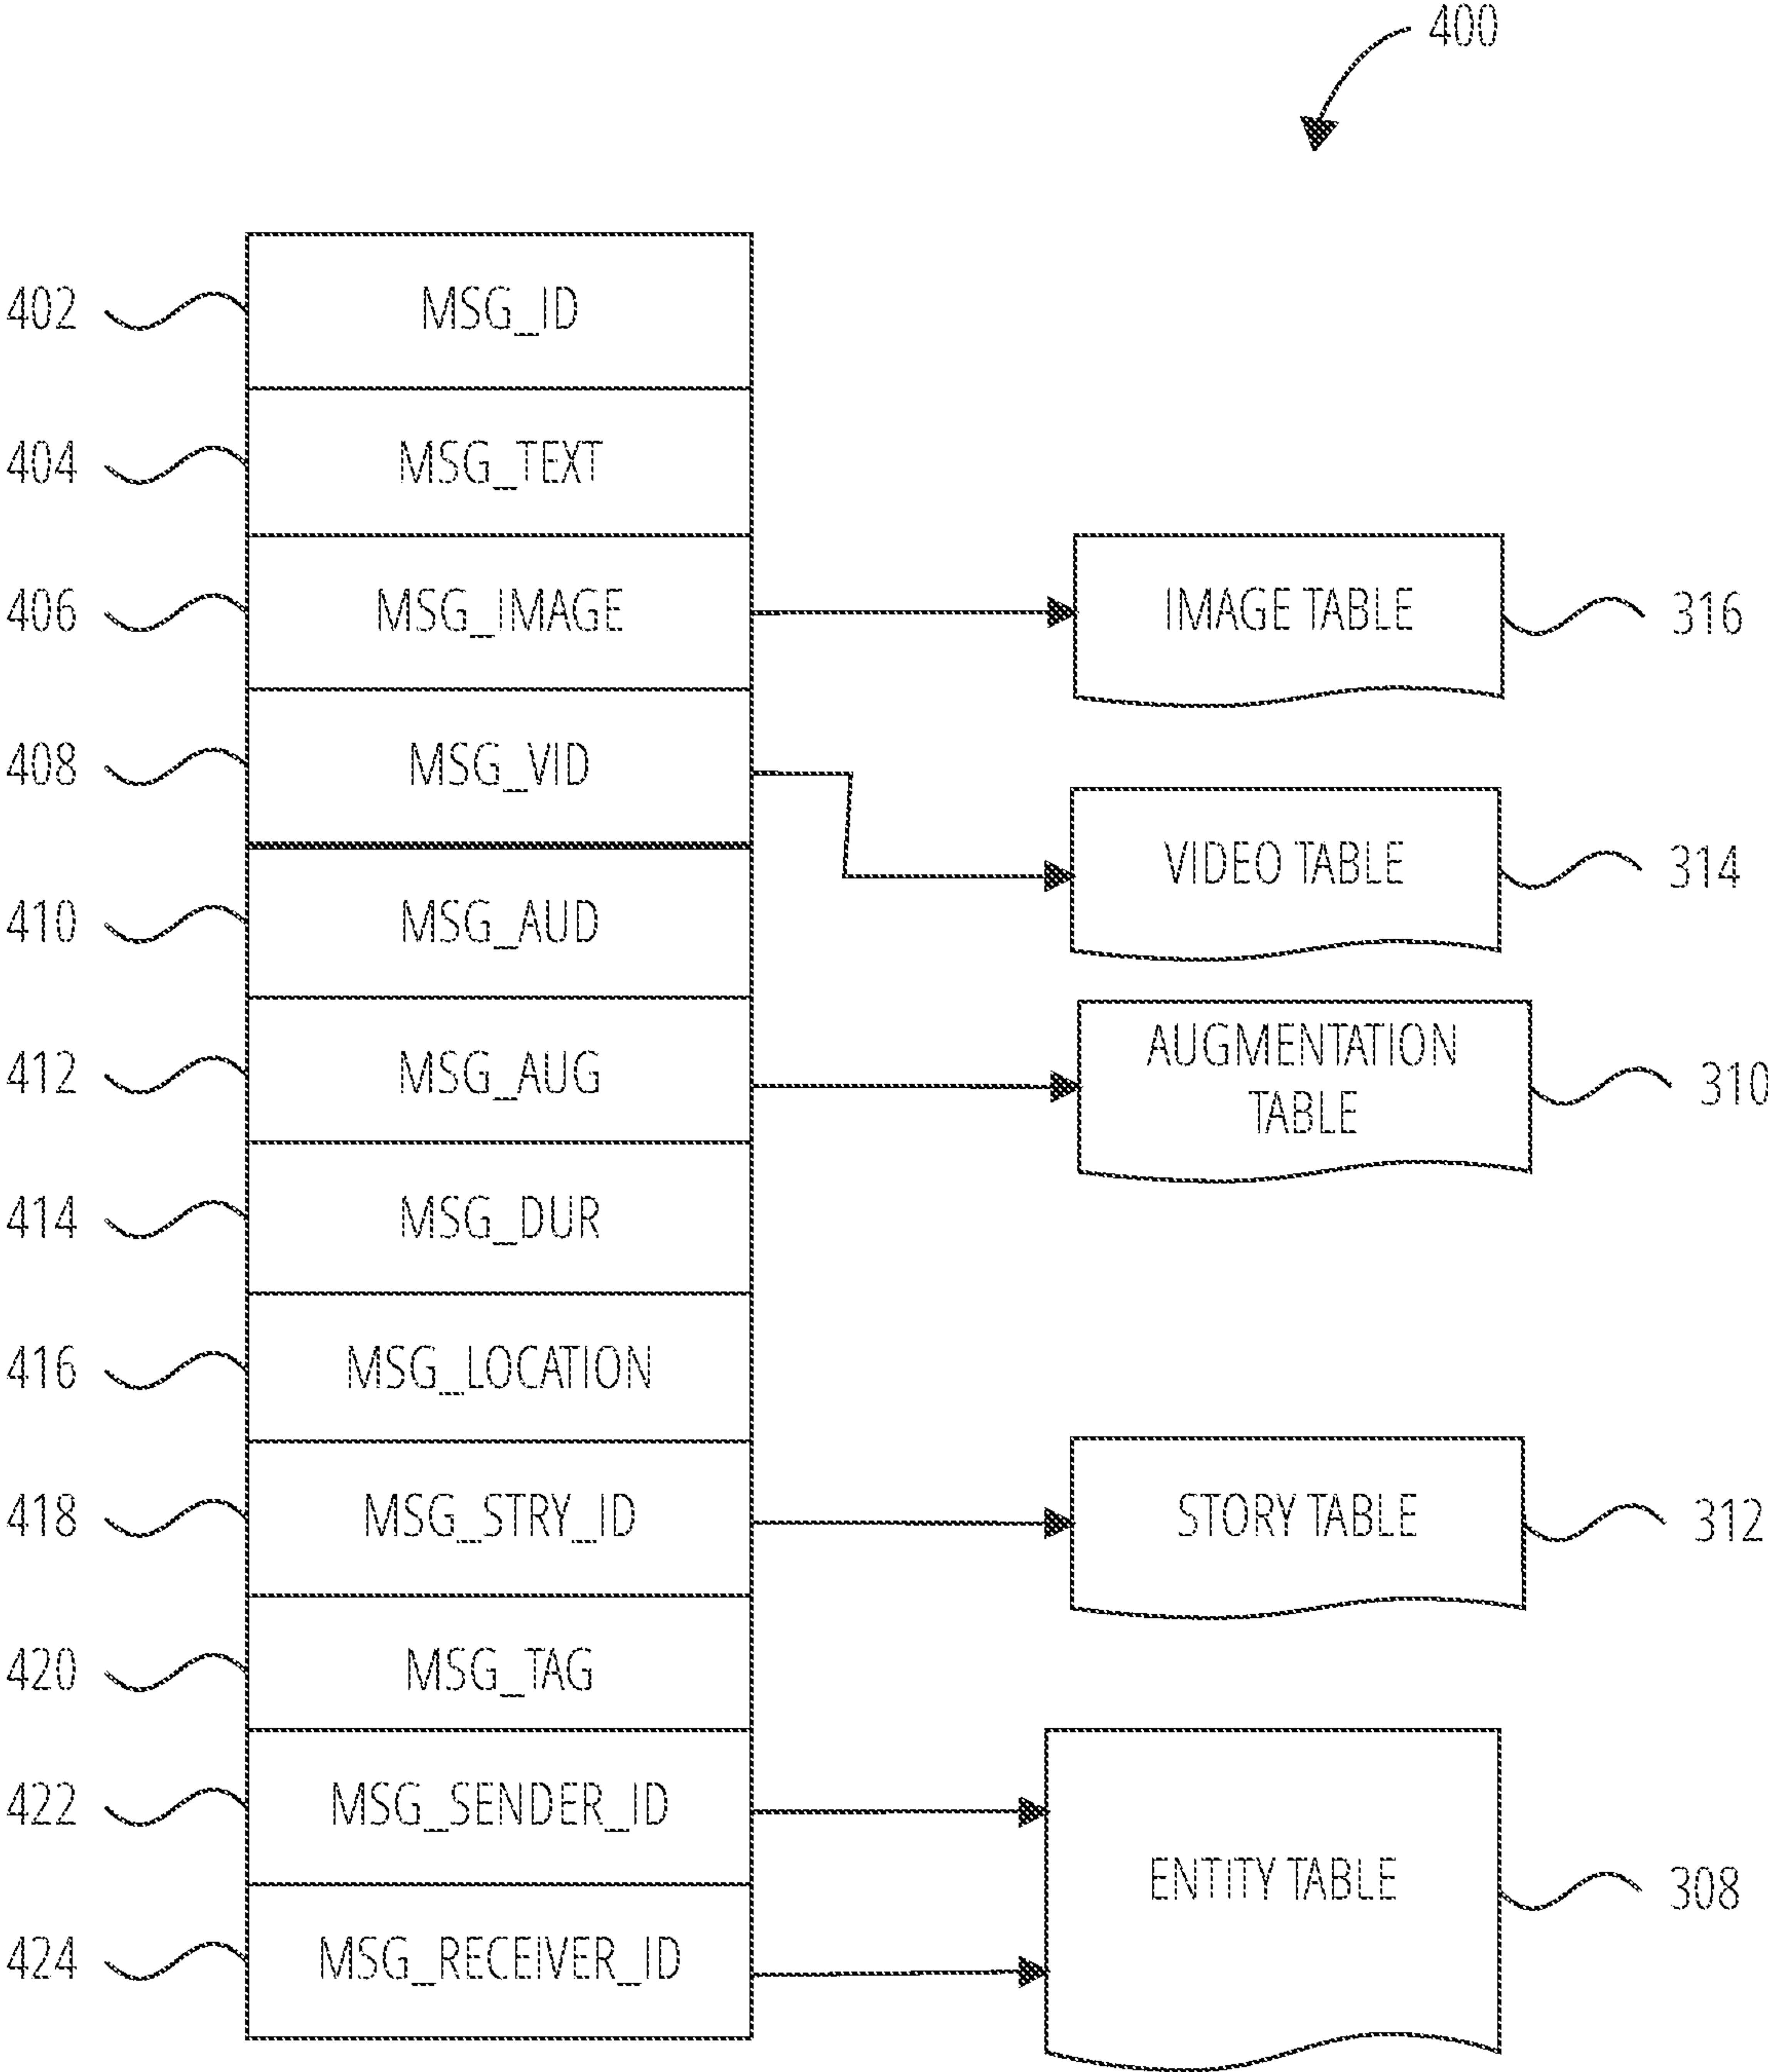 400
402 MSG_ID
404 MSG_TEXT
406 MSG_IMAGE IMAGE TABLE 316
408 MSG_VID
VIDEO TABLE 314
410 MSG_AUD
412 MSG_AUG AUGMENTATION TABLE 310
414 MSG_DUR
416 MSG_LOCATION
418 MSG_STRY_ID STORY TABLE 312
420 MSG_TAG
422 MSG_SENDER_ID
ENTITY TABLE 308
424 MSG_RECEIVER_ID